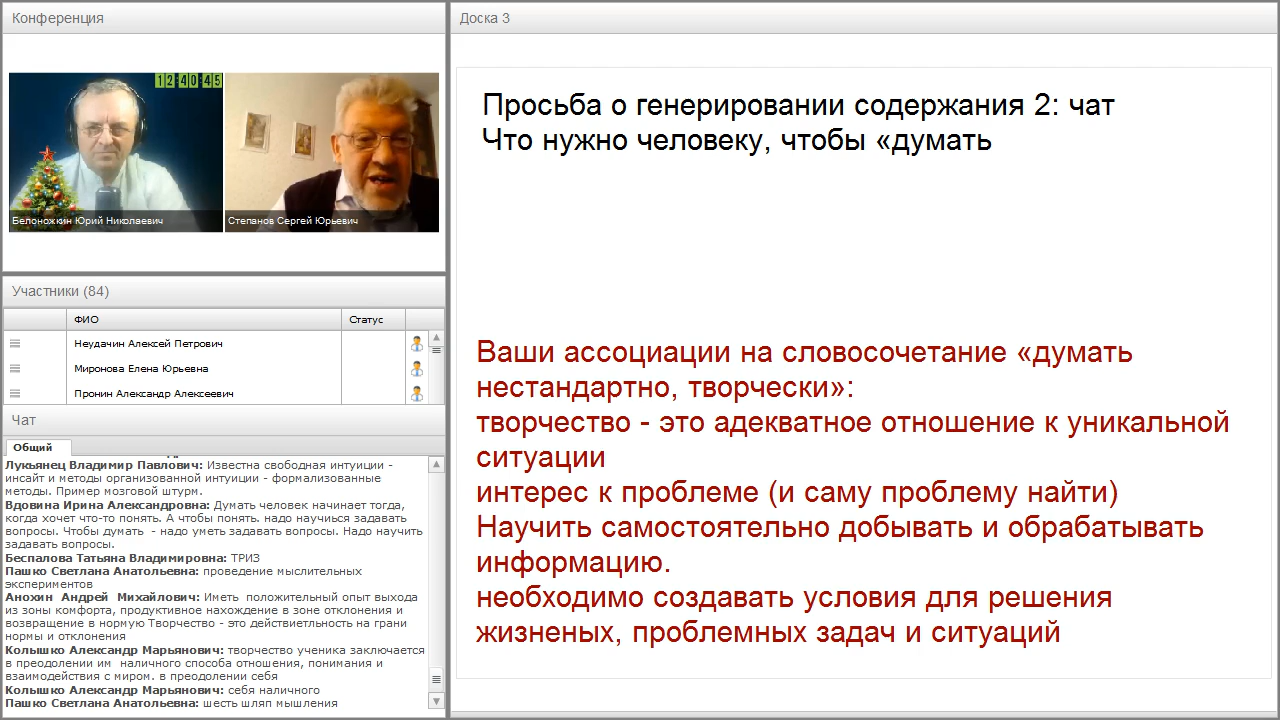 Конференция
12:40:45
Белоножкин Юрий Николаевич
Степанов Сергей Юрьевич
Участники (84)
ФИО
Статус
Неудачин Алексей Петрович
Миронова Елена Юрьевна
Пронин Александр Алексеевич
Чат
Общий
Лукьянец Владимир Павлович: Известна свободная интуиции -
инсайт и методы организованной интуиции - формализованные
методы. Пример мозговой штурм.
Вдовина Ирина Александровна: Думать человек начинает тогда,
когда хочет что-то понять. А чтобы понять. надо научиься задавать
вопросы. Чтобы думать - надо уметь задавать вопросы. Надо научить
задавать вопросы.
Беспалова Татьяна Владимировна: ТРИЗ
Пашко Светлана Анатольевна: проведение мыслительных
экспериментов
Анохин Андрей Михайлович: Иметь положительный опыт выхода
из зоны комфорта, продуктивное нахождение в зоне отклонения и
возвращение в нормую Творчество - это действиетльность на грани
нормы и отклонения
Колышко Александр Марьянович: творчество ученика заключается
в преодолении им наличного способа отношения, понимания и
взаимодействия с миром. в преодолении себя
Колышко Александр Марьянович: себя наличного
Пашко Светлана Анатольевна: шесть шляп мышления
Доска 3
Просьба о генерировании содержания 2: чат
Что нужно человеку, чтобы «думать
Ваши ассоциации на словосочетание «думать
нестандартно, творчески»:
творчество - это адекватное отношение к уникальной
ситуации
интерес к проблеме (и саму проблему найти)
Научить самостоятельно добывать и обрабатывать
информацию.
необходимо создавать условия для решения
жизненых, проблемных задач и ситуаций